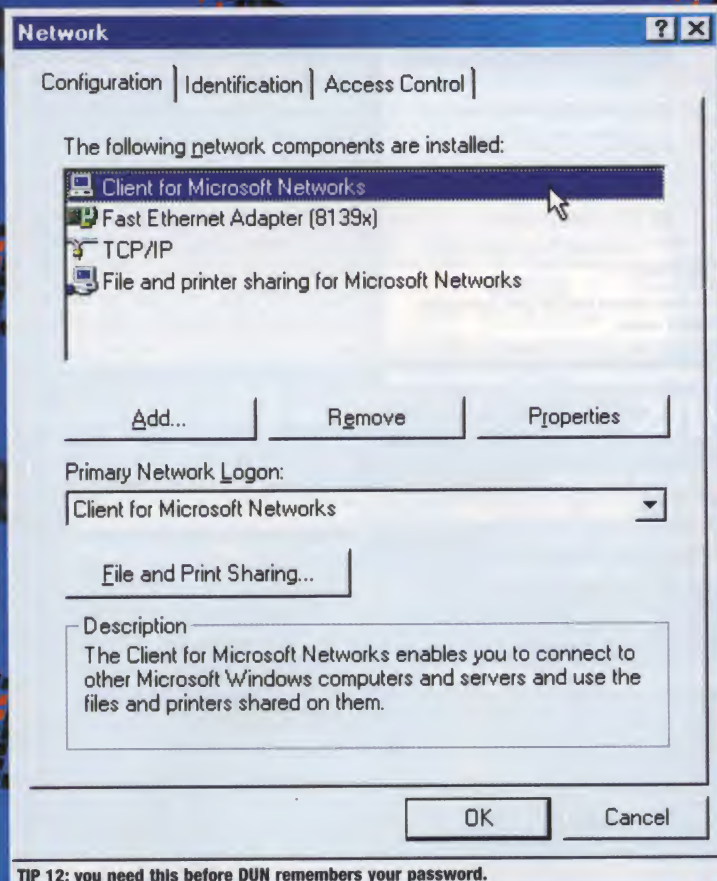 Network
Configuration Identification Access Control
The following network components are installed:
Client for Microsoft Networks
Fast Ethernet Adapter (8139x)
TCP/IP
File and printer sharing for Microsoft Networks
Add... Remove Properties
Primary Network Logon:
Client for Microsoft Networks
File and Print Sharing...
Description
The Client for Microsoft Networks enables you to connect to
other Microsoft Windows computers and servers and use the
files and printers shared on them.
OK Cancel
TIP 12: you need this before DUN remembers your password.